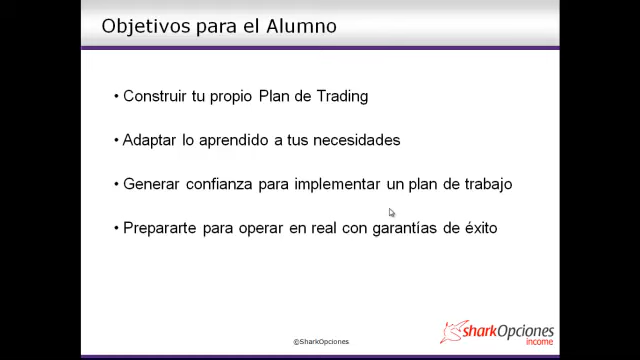 Objetivos para el Alumno
• Construir tu propio Plan de Trading
• Adaptar lo aprendido a tus necesidades
• Generar confianza para implementar un plan de trabajo
• Prepararte para operar en real con garantías de éxito
©SharkOpciones
sharkOpciones
income